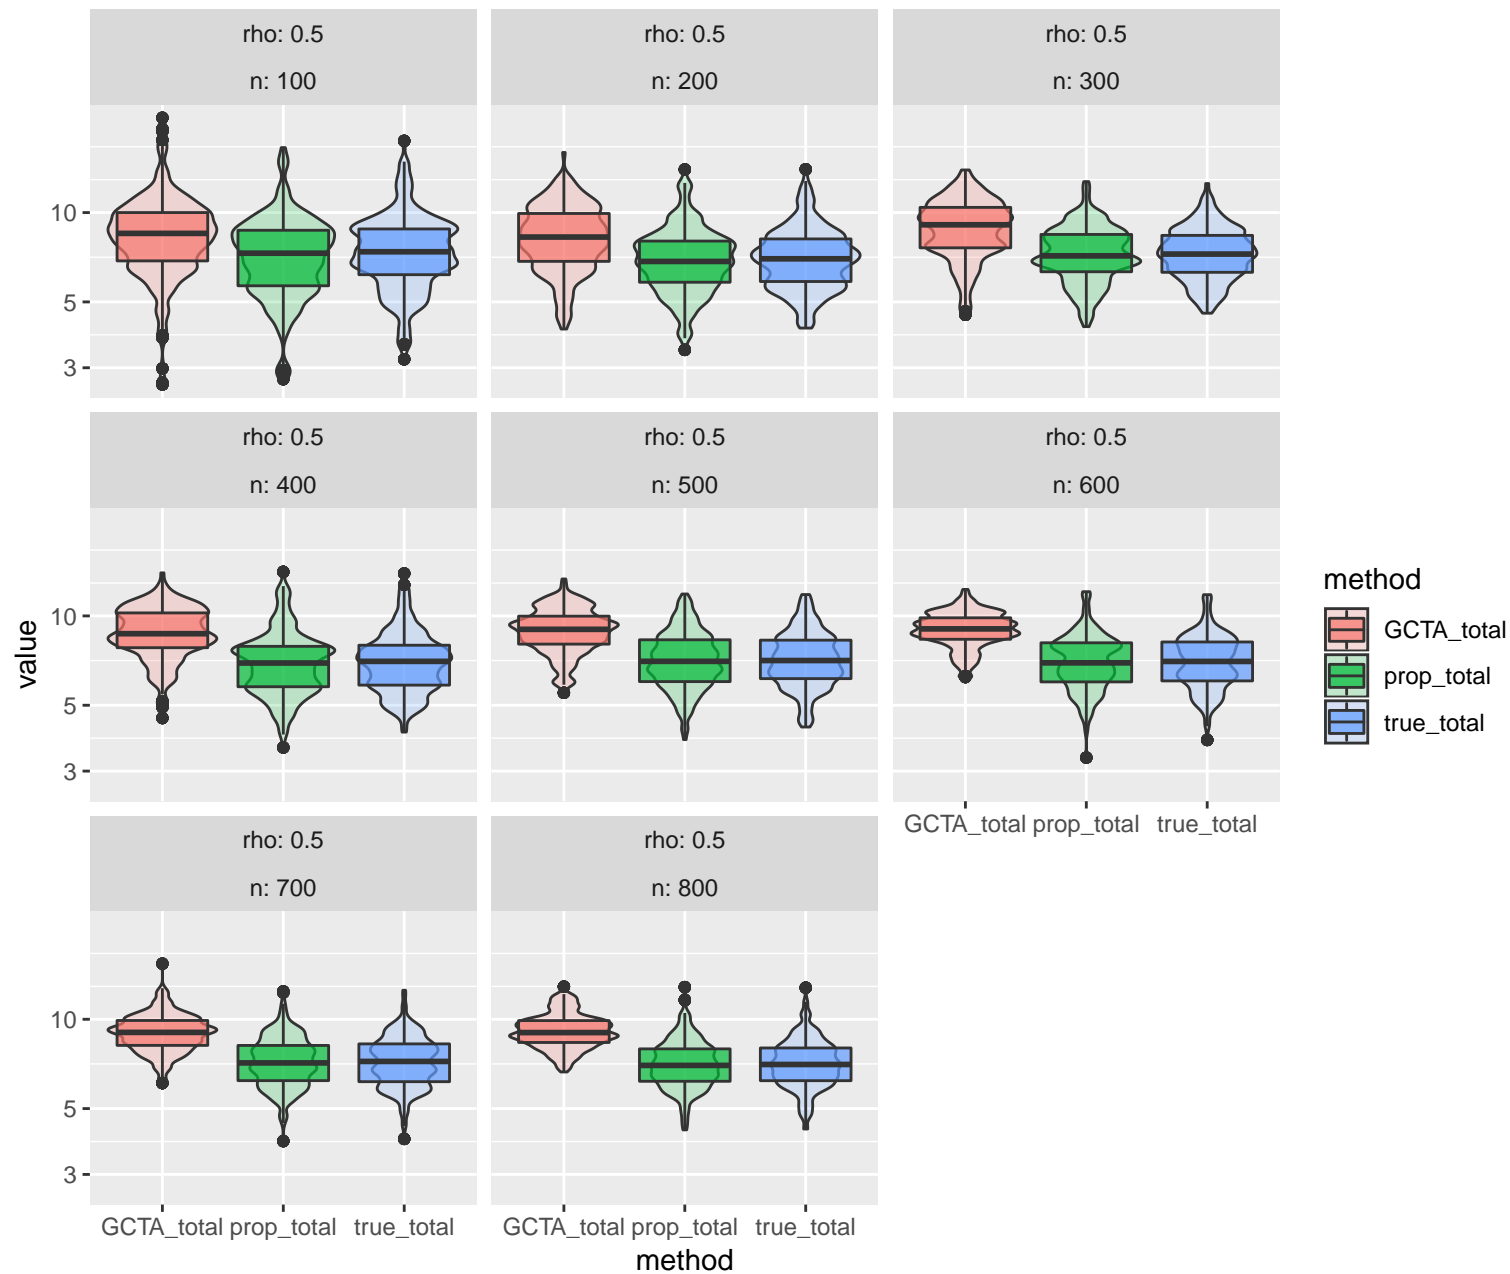 rho: 0.5
n: 100
rho: 0.5
n: 200
rho: 0.5
n: 300
10
5
3
rho: 0.5
n: 400
rho: 0.5
n: 500
rho: 0.5
n: 600
10
5
3
GCTA_total prop_total true_total
rho: 0.5
n: 700
rho: 0.5
n: 800
10
5
3
GCTA_total prop_total true_total
GCTA_total prop_total true_total
method
value
method
GCTA_total
prop_total
true_total